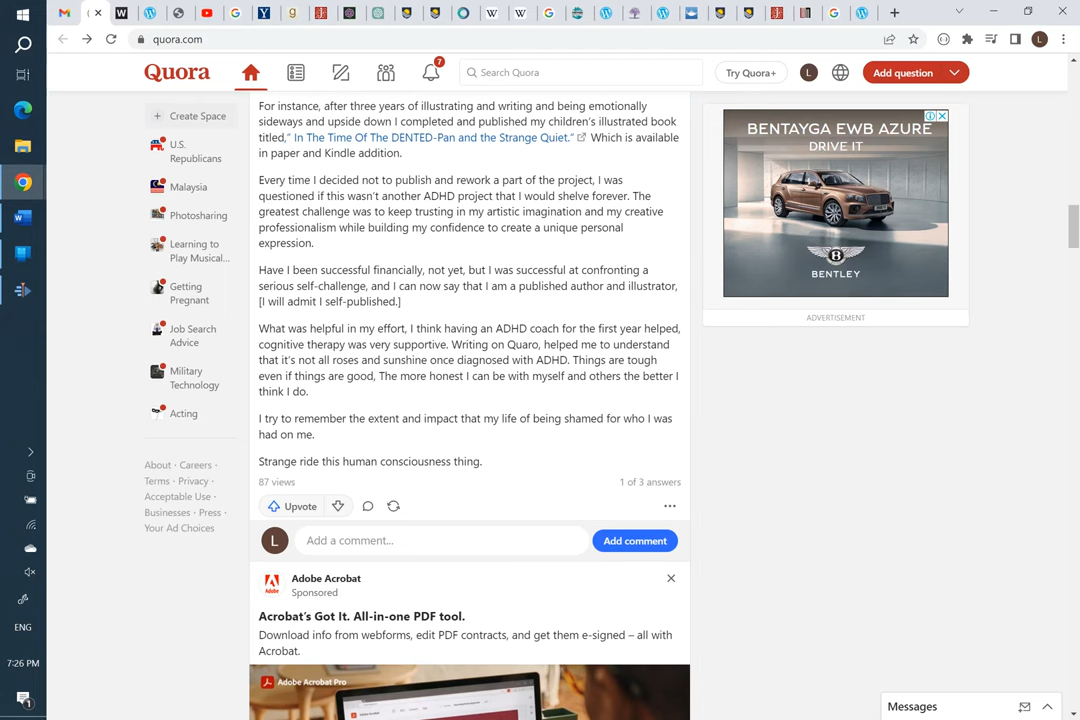 quora.com
Quora
7
Search Quora
Try Quora+
L
Add question
L
Create Space
U.S.
Republicans
Malaysia
Photosharing
Learning to
Play Musical...
Getting
Pregnant
Job Search
Advice
Military
Technology
Acting
About · Careers ·
Terms · Privacy ·
Acceptable Use ·
Businesses · Press ·
Your Ad Choices
For instance, after three years of illustrating and writing and being emotionally
sideways and upside down I completed and published my children's illustrated book
titled," In The Time Of The DENTED-Pan and the Strange Quiet." Which is available
in paper and Kindle addition.
Every time I decided not to publish and rework a part of the project, I was
questioned if this wasn't another ADHD project that I would shelve forever. The
greatest challenge was to keep trusting in my artistic imagination and my creative
professionalism while building my confidence to create a unique personal
expression.
Have I been successful financially, not yet, but I was successful at confronting a
serious self-challenge, and I can now say that I am a published author and illustrator,
[I will admit I self-published.]
What was helpful in my effort, I think having an ADHD coach for the first year helped,
cognitive therapy was very supportive. Writing on Quaro, helped me to understand
that it's not all roses and sunshine once diagnosed with ADHD. Things are tough
even if things are good, The more honest I can be with myself and others the better I
think I do.
I try to remember the extent and impact that my life of being shamed for who I was
had on me.
Strange ride this human consciousness thing.
87 views
1 of 3 answers
Upvote
L
Add a comment...
Add comment
Adobe Acrobat
Sponsored
Adobe
Acrobat's Got It. All-in-one PDF tool.
Download info from webforms, edit PDF contracts, and get them e-signed – all with
Acrobat.
Adobe Acrobat Pro
BENTAYGA EWB AZURE
DRIVE IT
BENTLEY
ADVERTISEMENT
Messages
ENG
7:26 PM
1